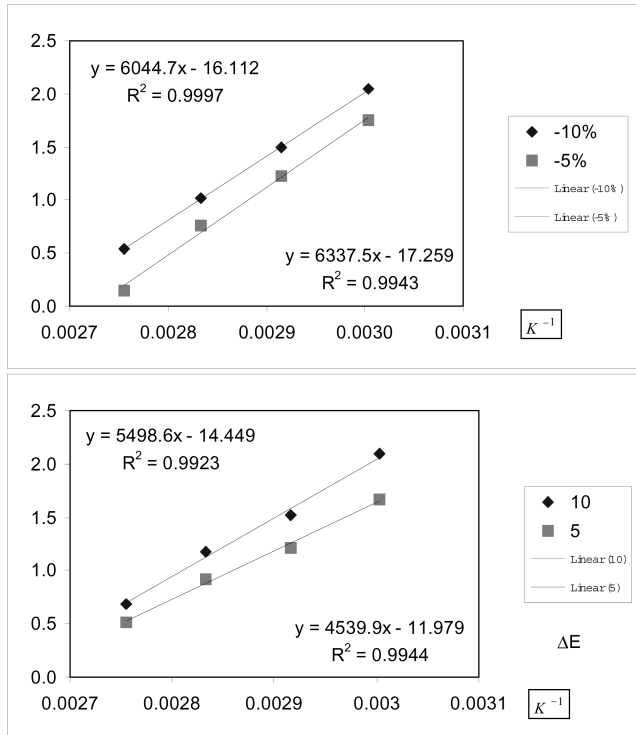 2.5
y = 6044.7x - 16.112
R² = 0.9997
2.0
1.5
1.0
0.5
0.0
y = 6337.5x - 17.259
R² = 0.9943
0.0027 0.0028 0.0029 0.0030 0.0031
-10%
-5%
Linear (-10%)
Linear (-5%)
K⁻¹
2.5
y = 5498.6x - 14.449
R² = 0.9923
2.0
1.5
1.0
0.5
0.0
y = 4539.9x - 11.979
R² = 0.9944
0.0027 0.0028 0.0029 0.003 0.0031
10
5
Linear (10)
Linear (5)
ΔE
K⁻¹